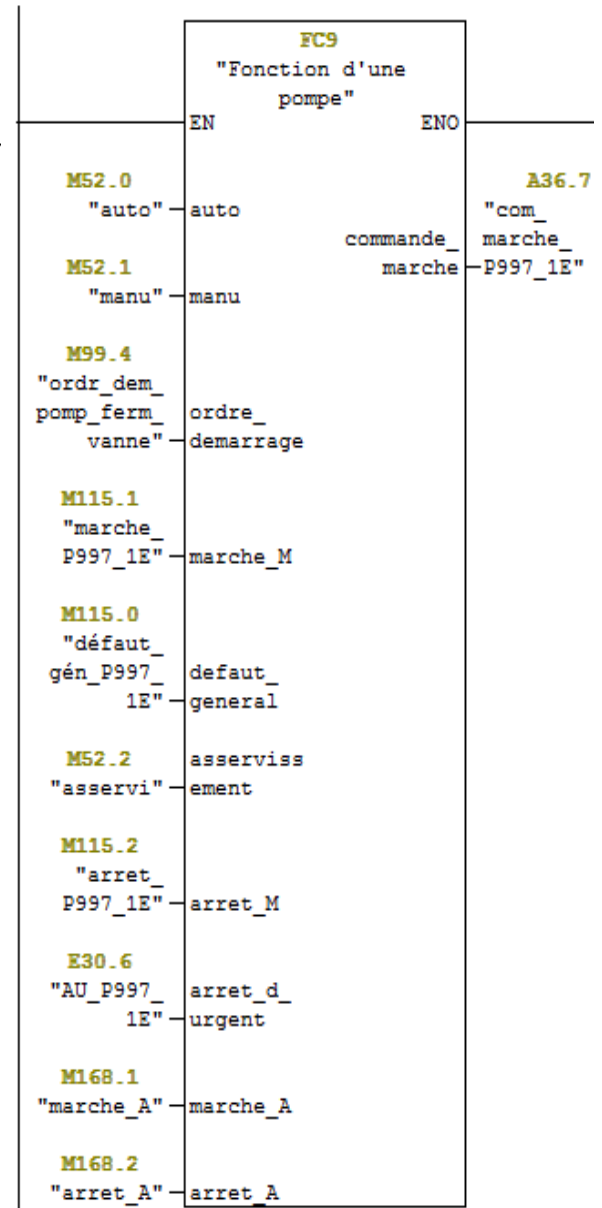 FC9
"Fonction d'une
pompe"
EN ENO
M52.0 A36.7
"auto" auto "com_
commande_ marche_
M52.1 marche P997_1E"
"manu" manu
M99.4
"ordr_dem_
pomp_ferm_ ordre_
vanne" demarrage
M115.1
"marche_
P997_1E" marche_M
M115.0
"défaut_
gén_P997_ defaut_
1E" general
M52.2 asserviss
"asservi" ement
M115.2
"arret_
P997_1E" arret_M
E30.6
"AU_P997_ arret_d_
1E" urgent
M168.1
"marche_A" marche_A
M168.2
"arret_A" arret_A